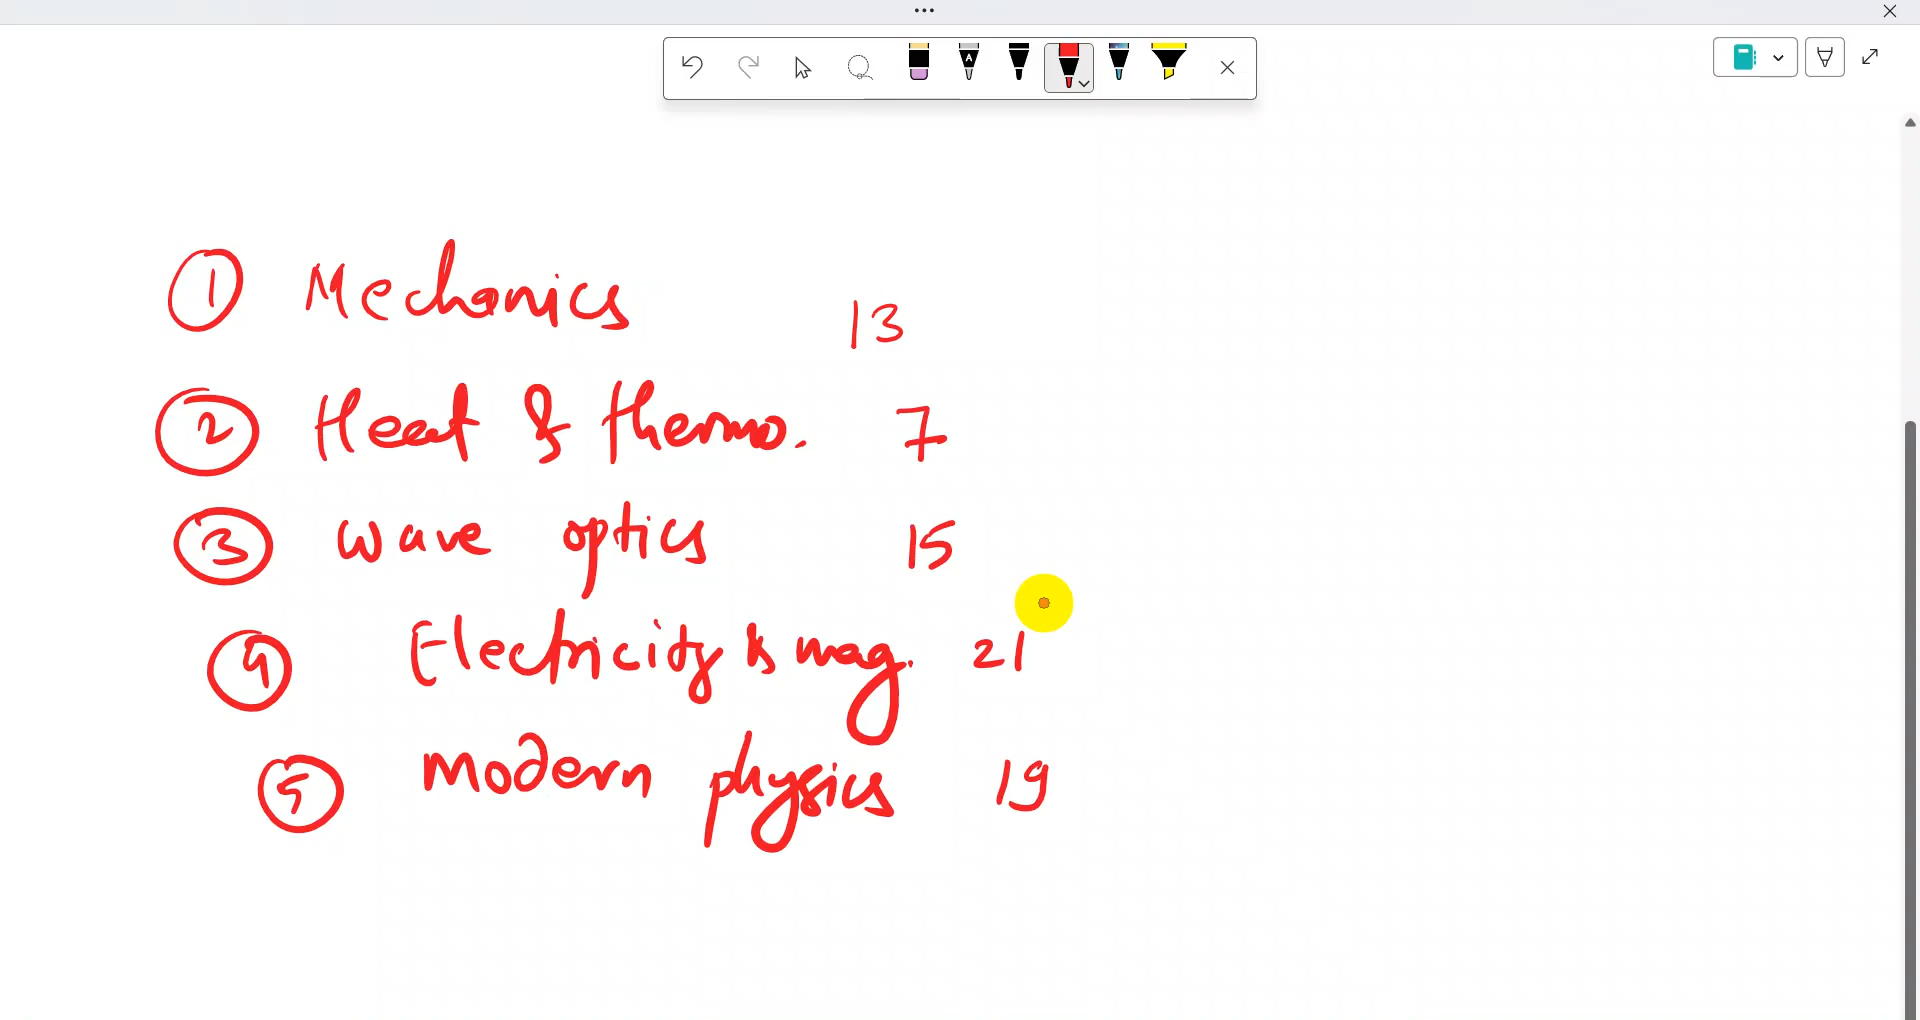 ① Mechanics 13
② Heat & thermo. 7
③ wave optics 15
④ Electricity & mag. 21
⑤ Modern physics 19